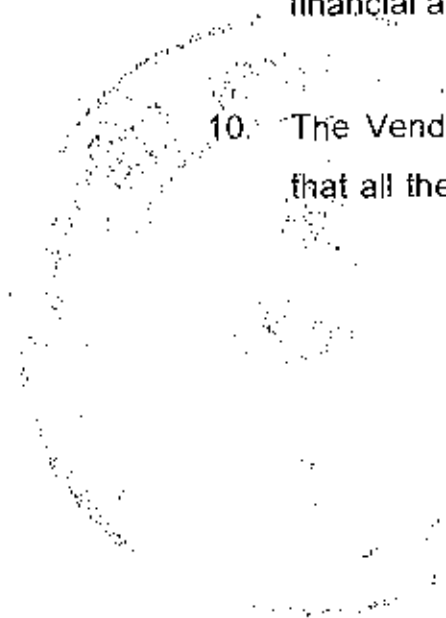 financial a
10. The Vend
that all the